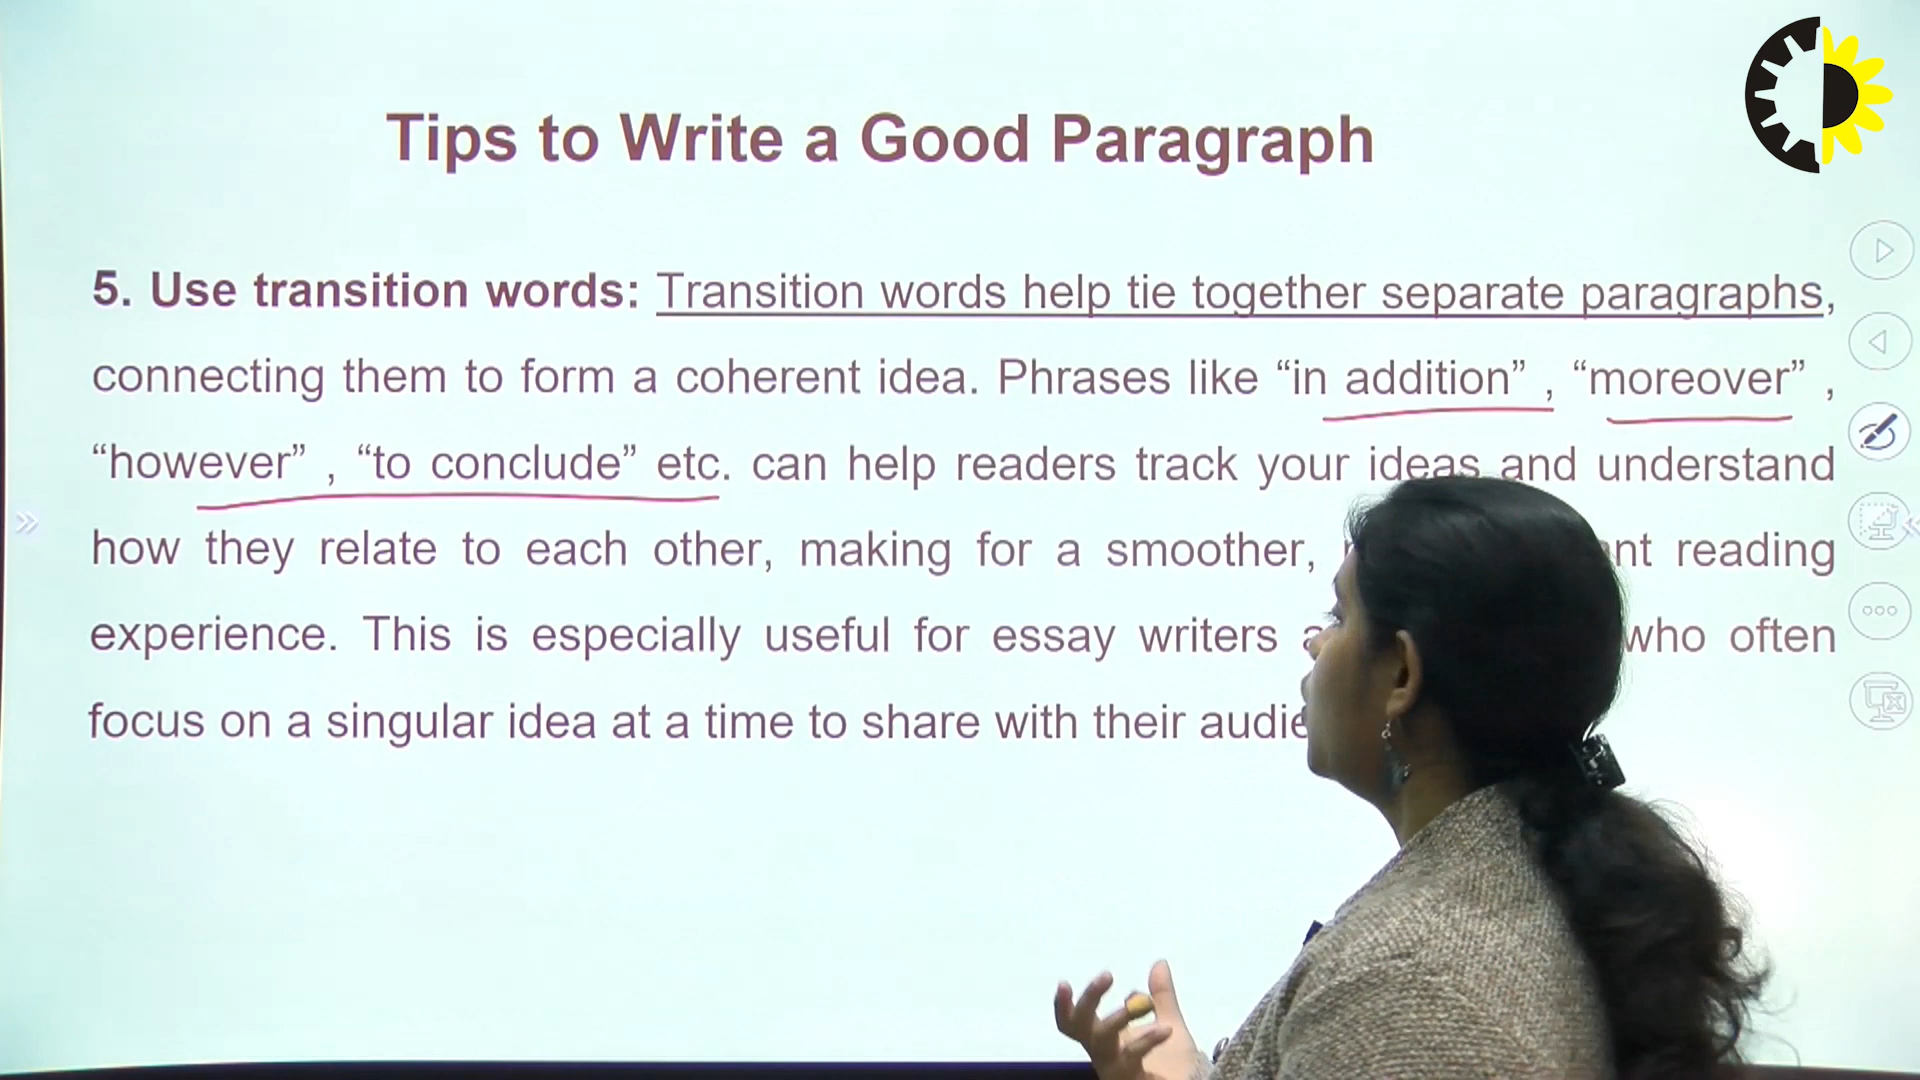 Tips to Write a Good Paragraph
5. Use transition words: Transition words help tie together separate paragraphs,
connecting them to form a coherent idea. Phrases like “in addition” , “moreover” ,
“however” , “to conclude” etc. can help readers track your ideas and understand
how they relate to each other, making for a smoother, reading
experience. This is especially useful for essay writers who often
focus on a singular idea at a time to share with their